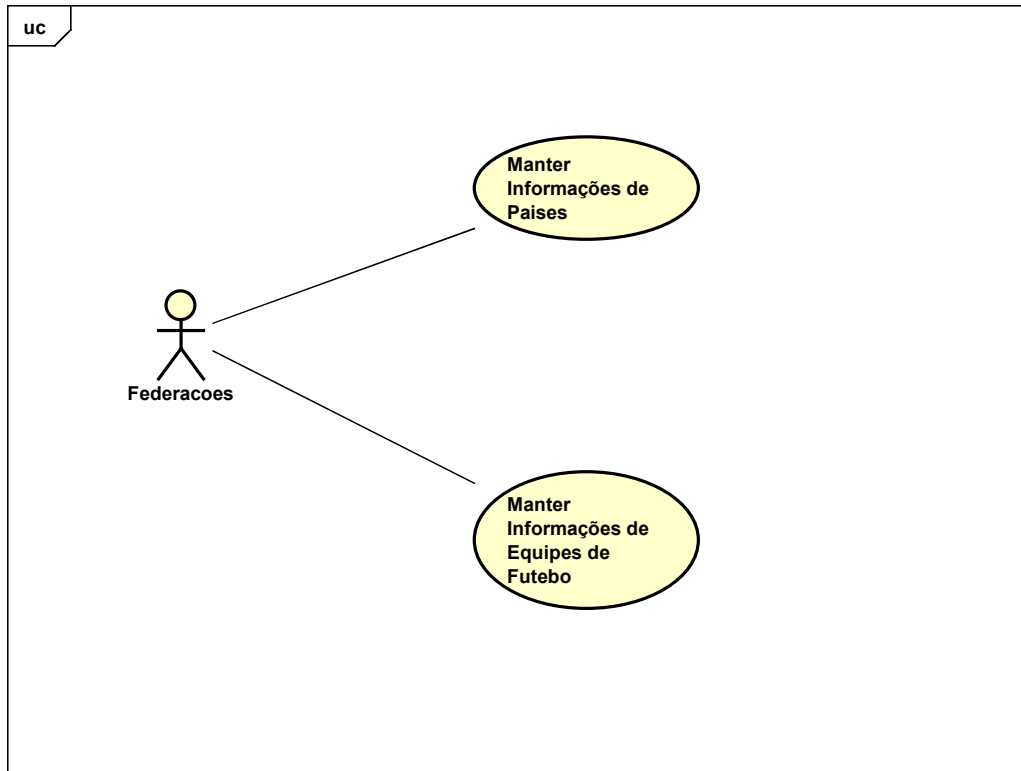 uc
Manter
Informações de
Paises
Federacoes
Manter
Informações de
Equipes de
Futebo